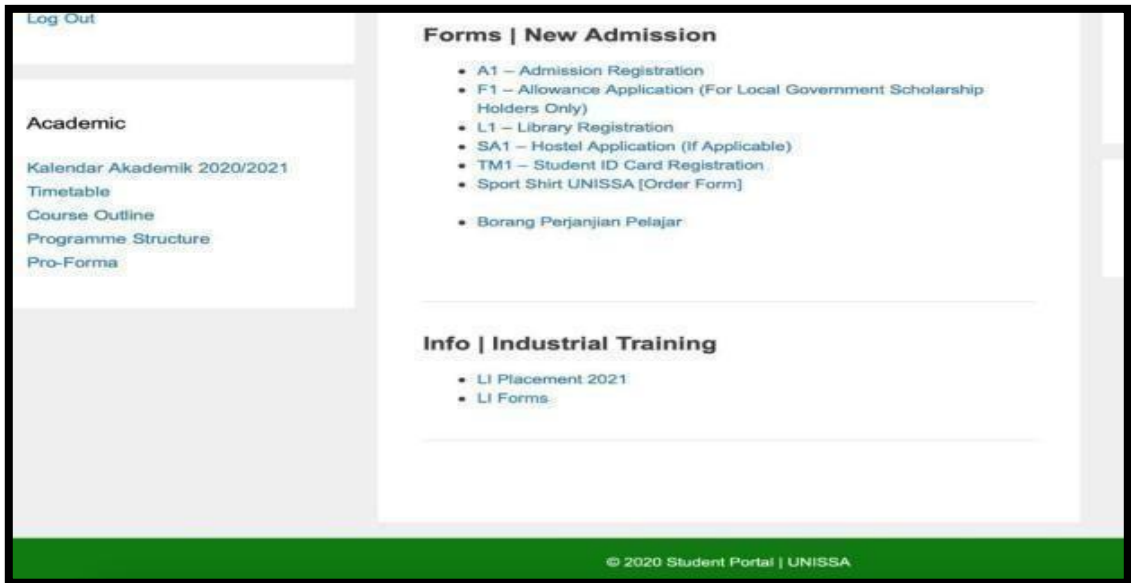 Log Out
Academic
Kalendar Akademik 2020/2021
Timetable
Course Outline
Programme Structure
Pro-Forma
Forms | New Admission
A1 – Admission Registration
F1 – Allowance Application (For Local Government Scholarship
Holders Only)
L1 – Library Registration
SA1 – Hostel Application (If Applicable)
TM1 – Student ID Card Registration
Sport Shirt UNISSA [Order Form]
Borang Perjanjian Pelajar
Info | Industrial Training
LI Placement 2021
LI Forms
© 2020 Student Portal | UNISSA